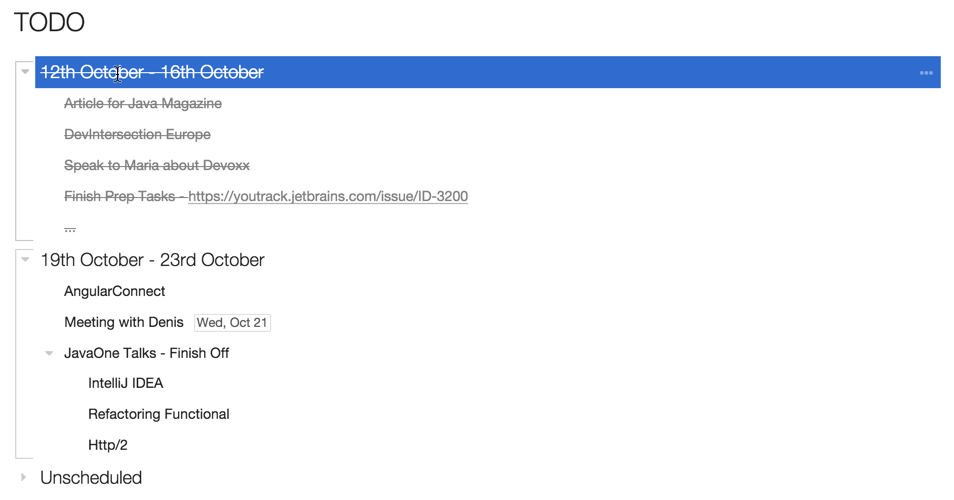 TODO
12th October - 16th October
Article for Java Magazine
DevIntersection Europe
Speak to Maria about Devoxx
Finish Prep Tasks - https://youtrack.jetbrains.com/issue/ID-3200
...
19th October - 23rd October
AngularConnect
Meeting with Denis Wed, Oct 21
JavaOne Talks - Finish Off
IntelliJ IDEA
Refactoring Functional
Http/2
Unscheduled